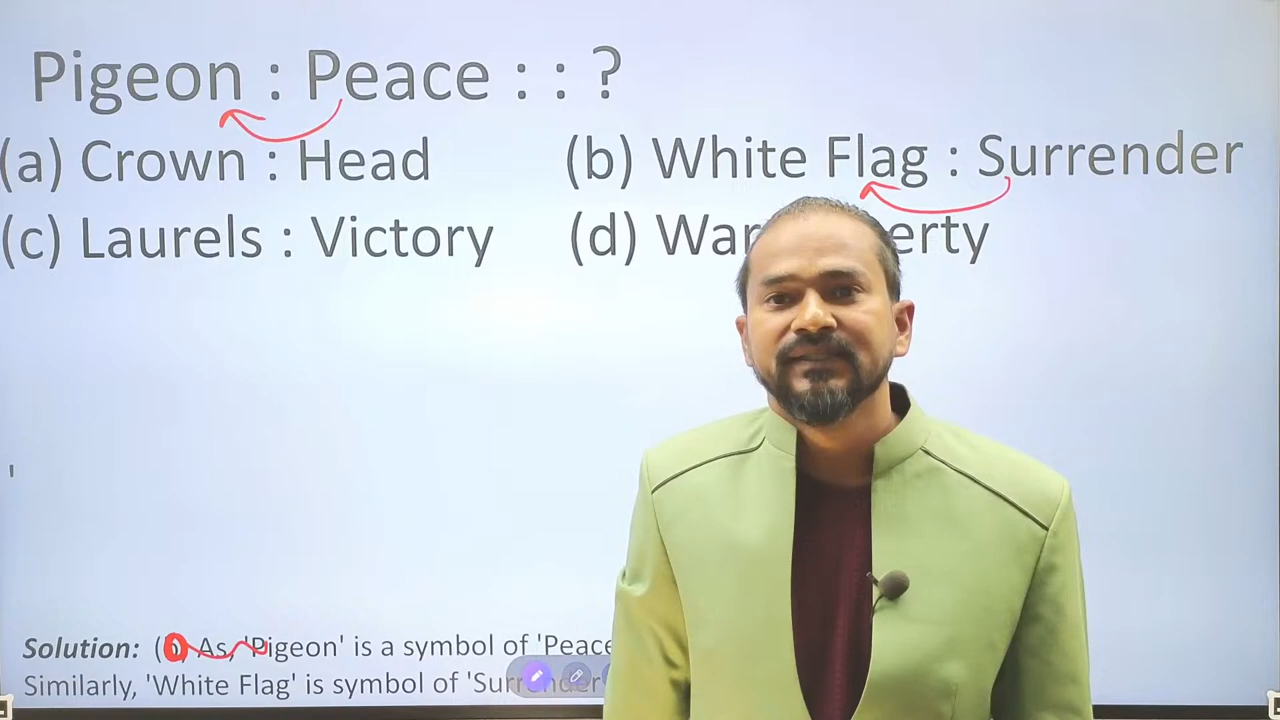 Pigeon : Peace : : ?
(a) Crown : Head (b) White Flag : Surrender
(c) Laurels : Victory (d) War
Solution: (b) As, 'Pigeon' is a symbol of 'Peace
Similarly, 'White Flag' is symbol of 'Surrender'